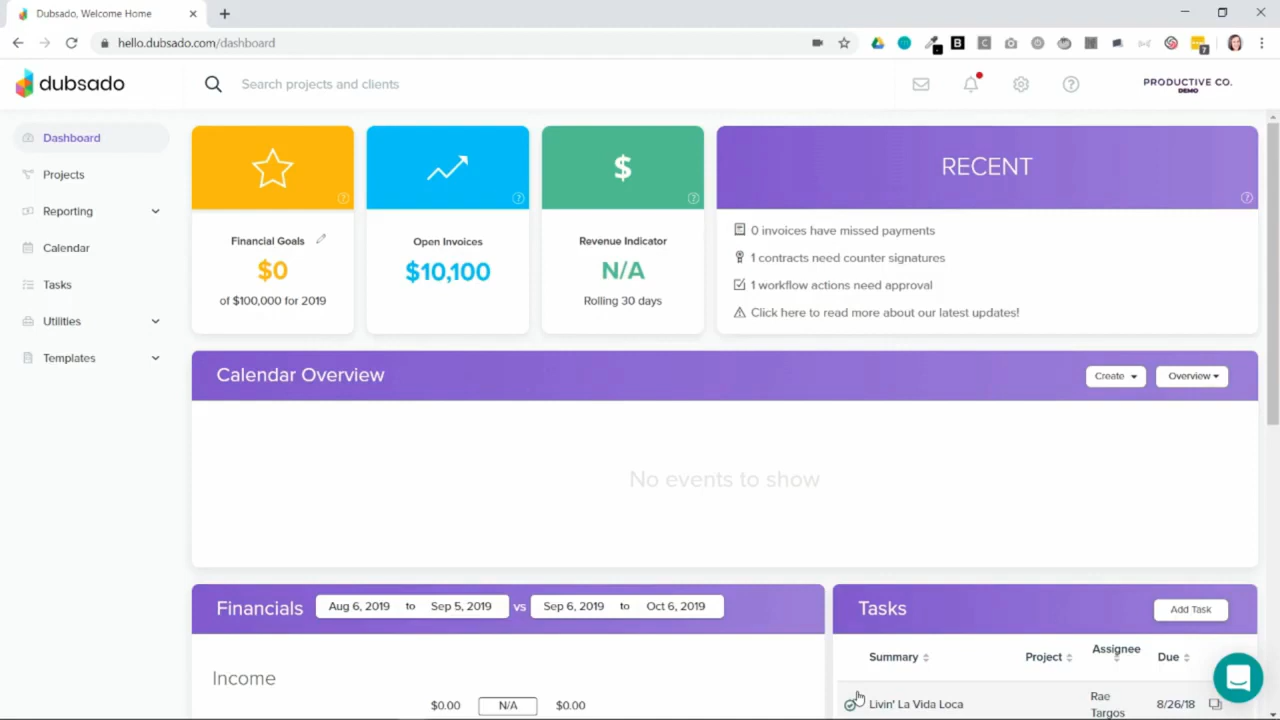 Dubsado, Welcome Home
hello.dubsado.com/dashboard
B
C
7
dubsado
Search projects and clients
PRODUCTIVE CO.
DEMO
Dashboard
Projects
Reporting
Calendar
Tasks
Utilities
Templates
Financial Goals
$0
of $100,000 for 2019
Open Invoices
$10,100
$
Revenue Indicator
N/A
Rolling 30 days
RECENT
0 invoices have missed payments
1 contracts need counter signatures
1 workflow actions need approval
Click here to read more about our latest updates!
Calendar Overview
Create
Overview
No events to show
Financials
Aug 6, 2019 to Sep 5, 2019 vs Sep 6, 2019 to Oct 6, 2019
Income
$0.00 N/A $0.00
Tasks
Add Task
Summary Project Assignee Due
Livin' La Vida Loca Rae Targos 8/26/18